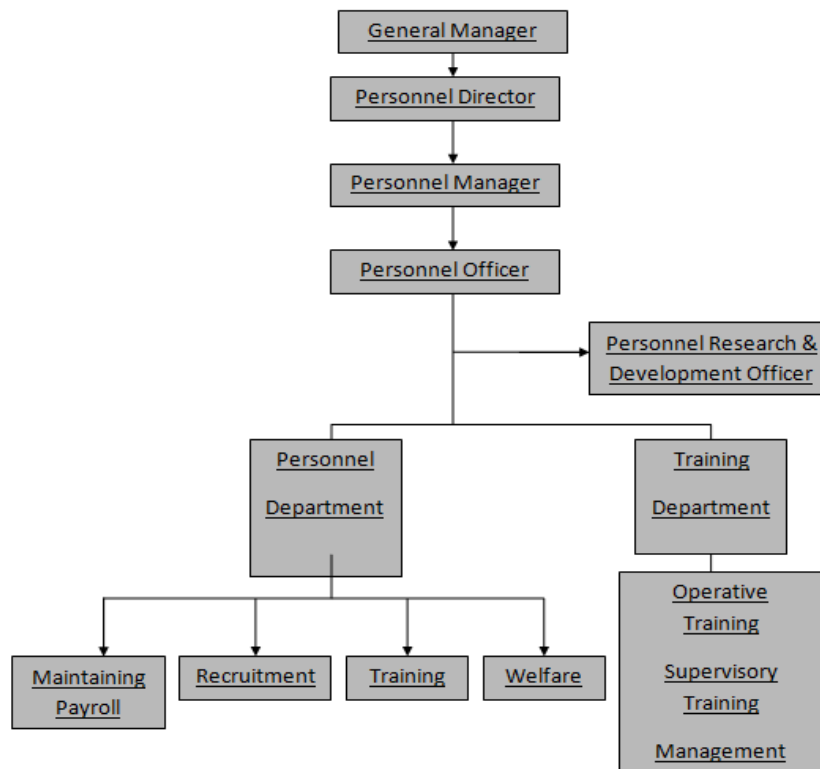 General Manager
Personnel Director
Personnel Manager
Personnel Officer
Personnel Research &
Development Officer
Personnel
Department
Training
Department
Maintaining
Payroll
Recruitment
Training
Welfare
Operative
Training
Supervisory
Training
Management